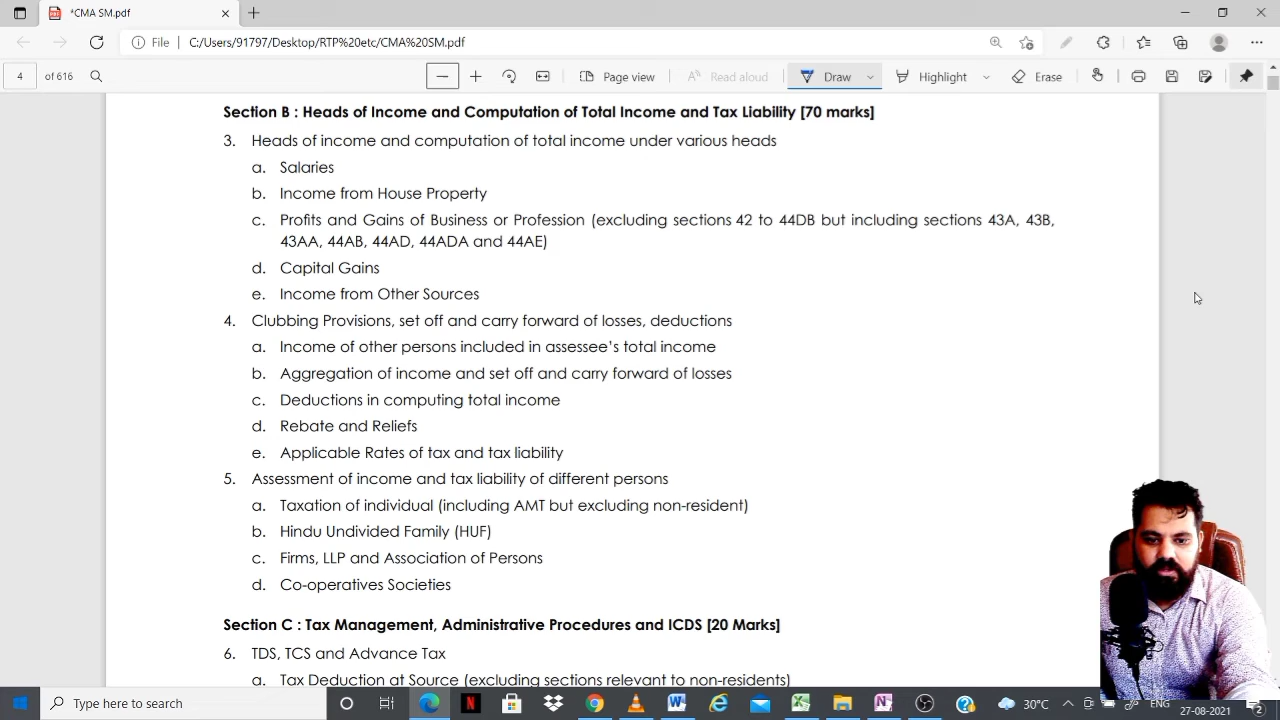 *CMA SM.pdf
File
C:/Users/91797/Desktop/RTP%20etc/CMA%20SM.pdf
4 of 616
Page view
Read aloud
Draw
Highlight
Erase
Section B : Heads of Income and Computation of Total Income and Tax Liability [70 marks]
3. Heads of income and computation of total income under various heads
a. Salaries
b. Income from House Property
c. Profits and Gains of Business or Profession (excluding sections 42 to 44DB but including sections 43A, 43B,
43AA, 44AB, 44AD, 44ADA and 44AE)
d. Capital Gains
e. Income from Other Sources
4. Clubbing Provisions, set off and carry forward of losses, deductions
a. Income of other persons included in assessee's total income
b. Aggregation of income and set off and carry forward of losses
c. Deductions in computing total income
d. Rebate and Reliefs
e. Applicable Rates of tax and tax liability
5. Assessment of income and tax liability of different persons
a. Taxation of individual (including AMT but excluding non-resident)
b. Hindu Undivided Family (HUF)
c. Firms, LLP and Association of Persons
d. Co-operatives Societies
Section C : Tax Management, Administrative Procedures and ICDS [20 Marks]
6. TDS, TCS and Advance Tax
a. Tax Deduction at Source (excluding sections relevant to non-residents)
Type here to search
30°C
ENG
27-08-2021